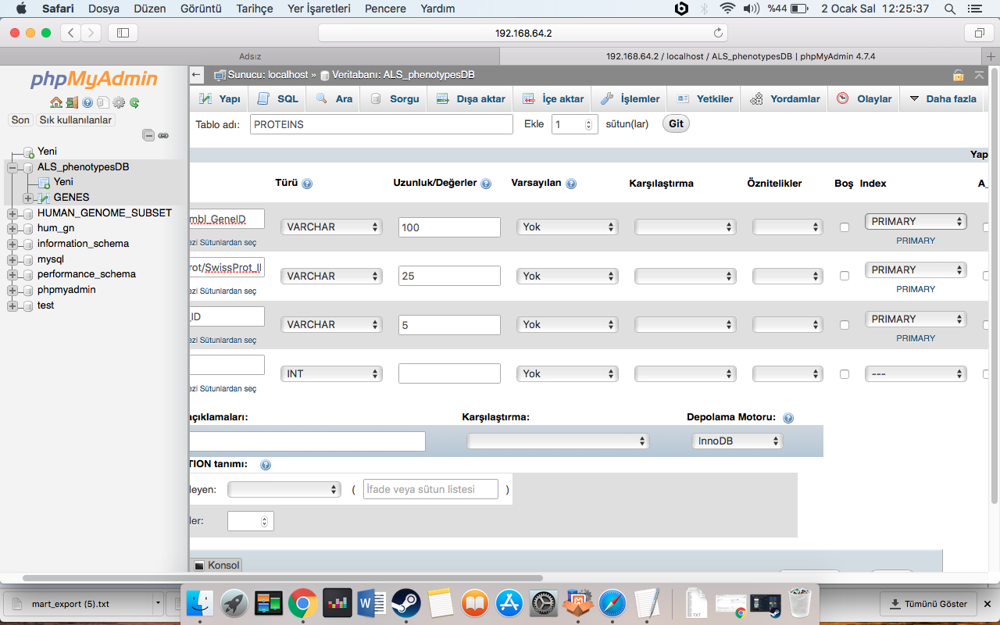 Safari Dosya Düzen Görüntü Tarihçe Yer İşaretleri Pencere Yardım %44 2 Ocak Sal 12:25:37
192.168.64.2
Adsız 192.168.64.2 / localhost / ALS_phenotypesDB | phpMyAdmin 4.7.4
phpMyAdmin
Son Sık kullanılanlar
Yeni
ALS_phenotypesDB
Yeni
GENES
HUMAN_GENOME_SUBSET
hum_gn
information_schema
mysql
performance_schema
phpmyadmin
test
Sunucu: localhost » Veritabanı: ALS_phenotypesDB
Yapı SQL Ara Sorgu Dışa aktar İçe aktar İşlemler Yetkiler Yordamlar Olaylar Daha fazla
Tablo adı: PROTEINS Ekle 1 sütun(lar) Git
Yap
Türü Uzunluk/Değerler Varsayılan Karşılaştırma Öznitelikler Boş Index A_
mbl_GeneID VARCHAR 100 Yok PRIMARY
ezi Sütunlardan seç PRIMARY
rot/SwissProt_I VARCHAR 25 Yok PRIMARY
ezi Sütunlardan seç PRIMARY
_ID VARCHAR 5 Yok PRIMARY
ezi Sütunlardan seç PRIMARY
INT Yok ---
ezi Sütunlardan seç
açıklamaları: Karşılaştırma: Depolama Motoru:
InnoDB
TION tanımı:
leyen: ( İfade veya sütun listesi )
ler:
Konsol
mart_export (5).txt
TXT
Tümünü Göster